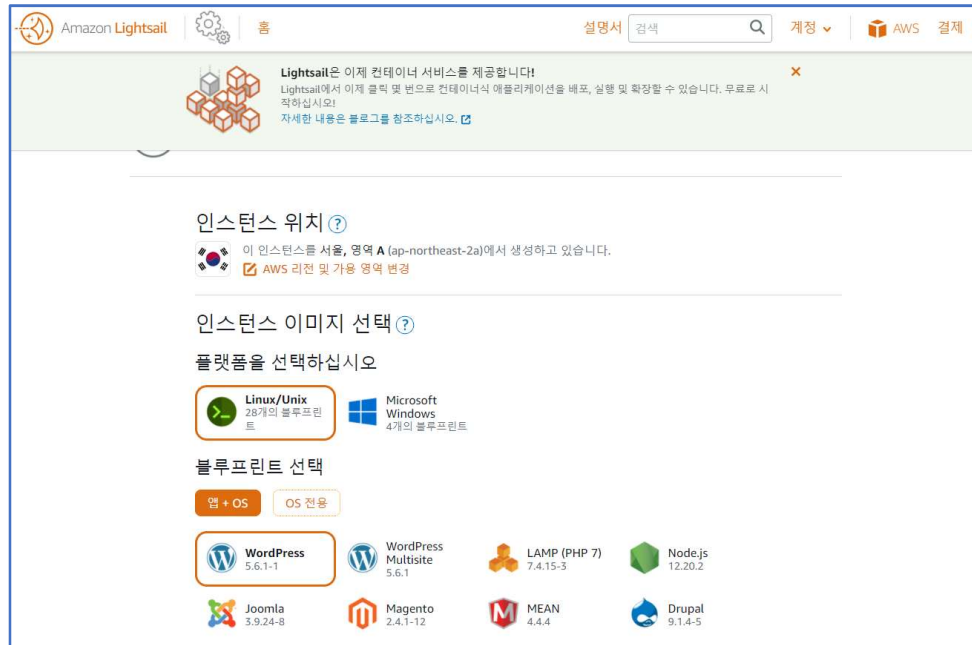 Amazon Lightsail 홈 설명서 검색 계정 AWS 결제
Lightsail은 이제 컨테이너 서비스를 제공합니다!
Lightsail에서 이제 클릭 몇 번으로 컨테이너식 애플리케이션을 배포, 실행 및 확장할 수 있습니다. 무료로 시
작하십시오!
자세한 내용은 블로그를 참조하십시오.
인스턴스 위치 ?
이 인스턴스를 서울, 영역 A (ap-northeast-2a)에서 생성하고 있습니다.
AWS 리전 및 가용 영역 변경
인스턴스 이미지 선택 ?
플랫폼을 선택하십시오
Linux/Unix
28개의 블루프린
트
Microsoft
Windows
4개의 블루프린트
블루프린트 선택
앱 + OS OS 전용
WordPress
5.6.1-1
WordPress
Multisite
5.6.1
LAMP (PHP 7)
7.4.15-3
Node.js
12.20.2
Joomla
3.9.24-8
Magento
2.4.1-12
MEAN
4.4.4
Drupal
9.1.4-5